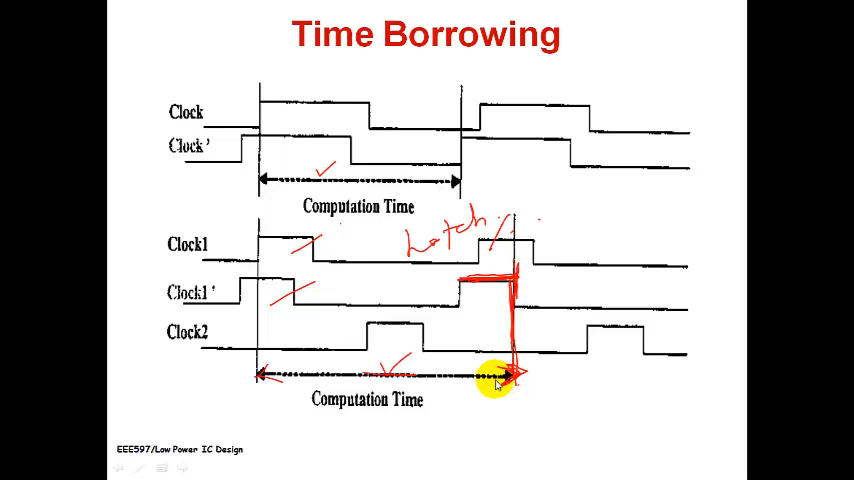 Time Borrowing
Clock
Clock'
Computation Time
Latch
Clock1
Clock1'
Clock2
Computation Time
EEE597/Low Power IC Design